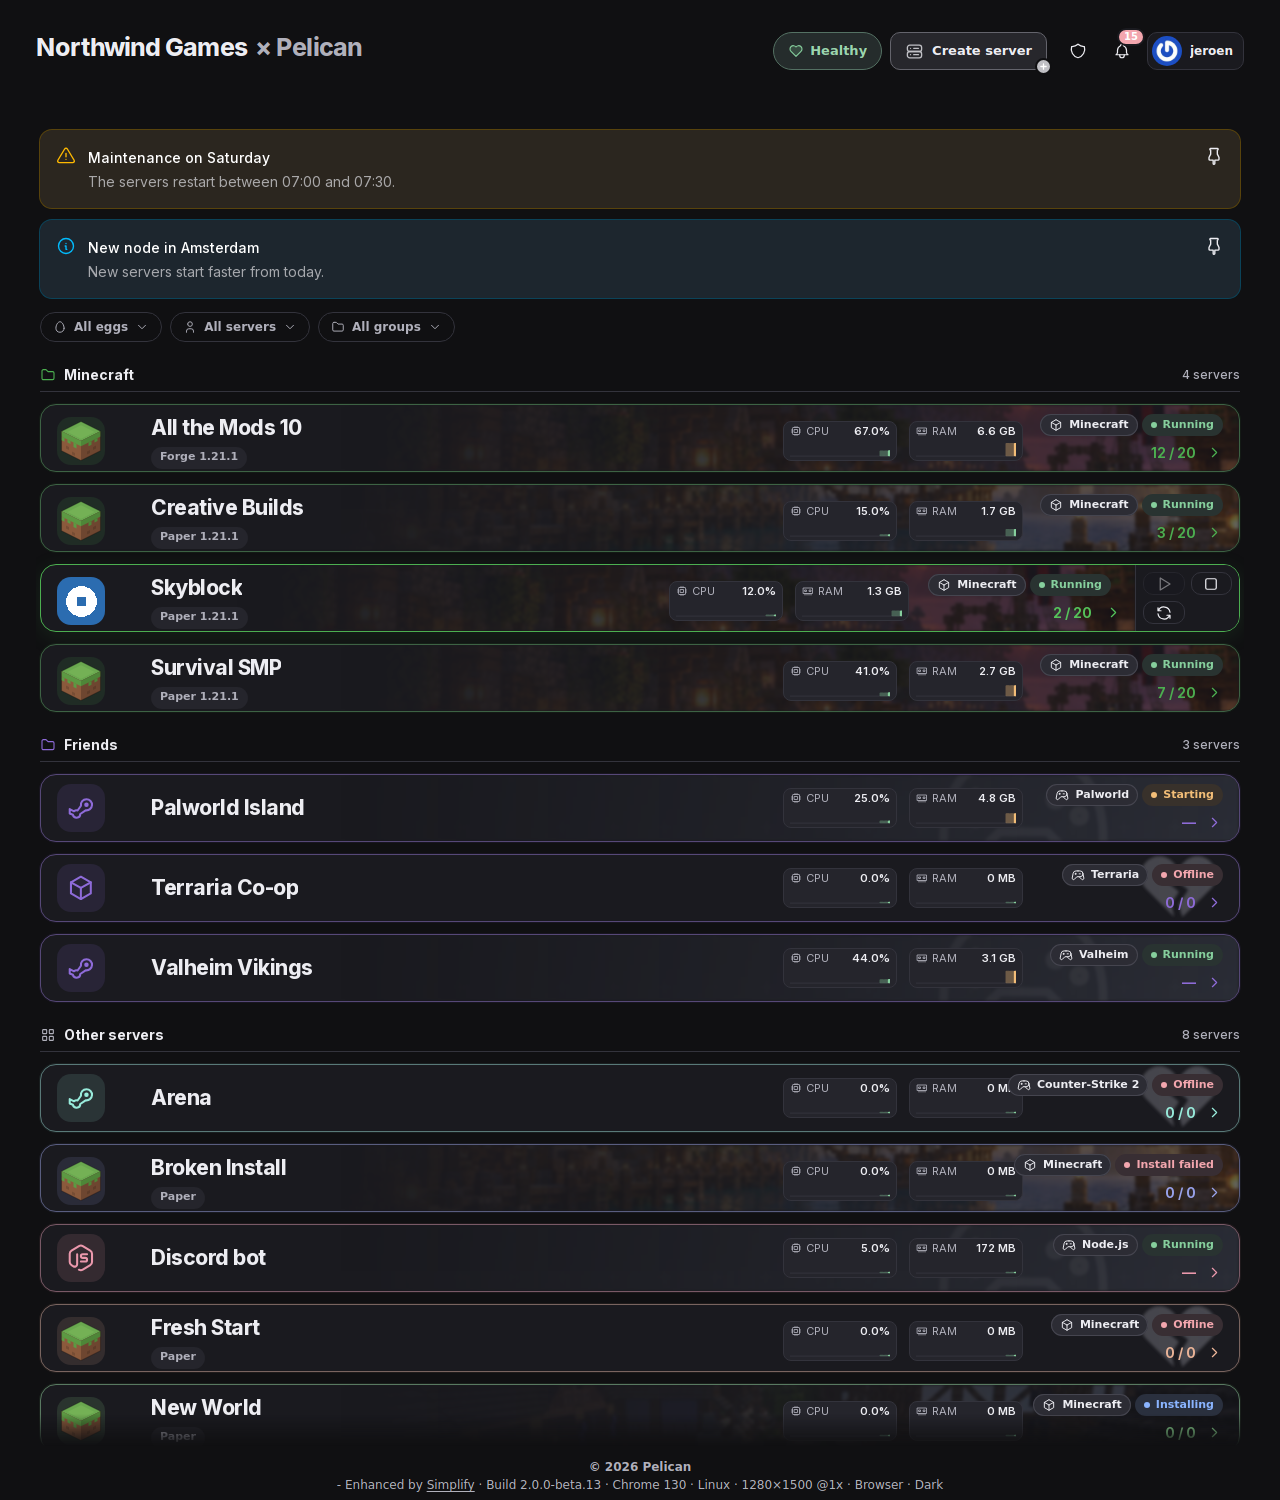 Northwind Games × Pelican
Healthy
Create server
15
jeroen
Maintenance on Saturday
The servers restart between 07:00 and 07:30.
New node in Amsterdam
New servers start faster from today.
All eggs
All servers
All groups
Minecraft
4 servers
All the Mods 10
Forge 1.21.1
CPU 67.0%
RAM 6.6 GB
Minecraft
Running
12 / 20
Creative Builds
Paper 1.21.1
CPU 15.0%
RAM 1.7 GB
Minecraft
Running
3 / 20
Skyblock
Paper 1.21.1
CPU 12.0%
RAM 1.3 GB
Minecraft
Running
2 / 20
Survival SMP
Paper 1.21.1
CPU 41.0%
RAM 2.7 GB
Minecraft
Running
7 / 20
Friends
3 servers
Palworld Island
CPU 25.0%
RAM 4.8 GB
Palworld
Starting
—
Terraria Co-op
CPU 0.0%
RAM 0 MB
Terraria
Offline
0 / 0
Valheim Vikings
CPU 44.0%
RAM 3.1 GB
Valheim
Running
—
Other servers
8 servers
Arena
CPU 0.0%
RAM 0 M
Counter-Strike 2
Offline
0 / 0
Broken Install
Paper
CPU 0.0%
RAM 0 MB
Minecraft
Install failed
0 / 0
Discord bot
CPU 5.0%
RAM 172 MB
Node.js
Running
—
Fresh Start
Paper
CPU 0.0%
RAM 0 MB
Minecraft
Offline
0 / 0
New World
Paper
CPU 0.0%
RAM 0 MB
Minecraft
Installing
0 / 0
© 2026 Pelican
- Enhanced by Simplify · Build 2.0.0-beta.13 · Chrome 130 · Linux · 1280×1500 @1x · Browser · Dark